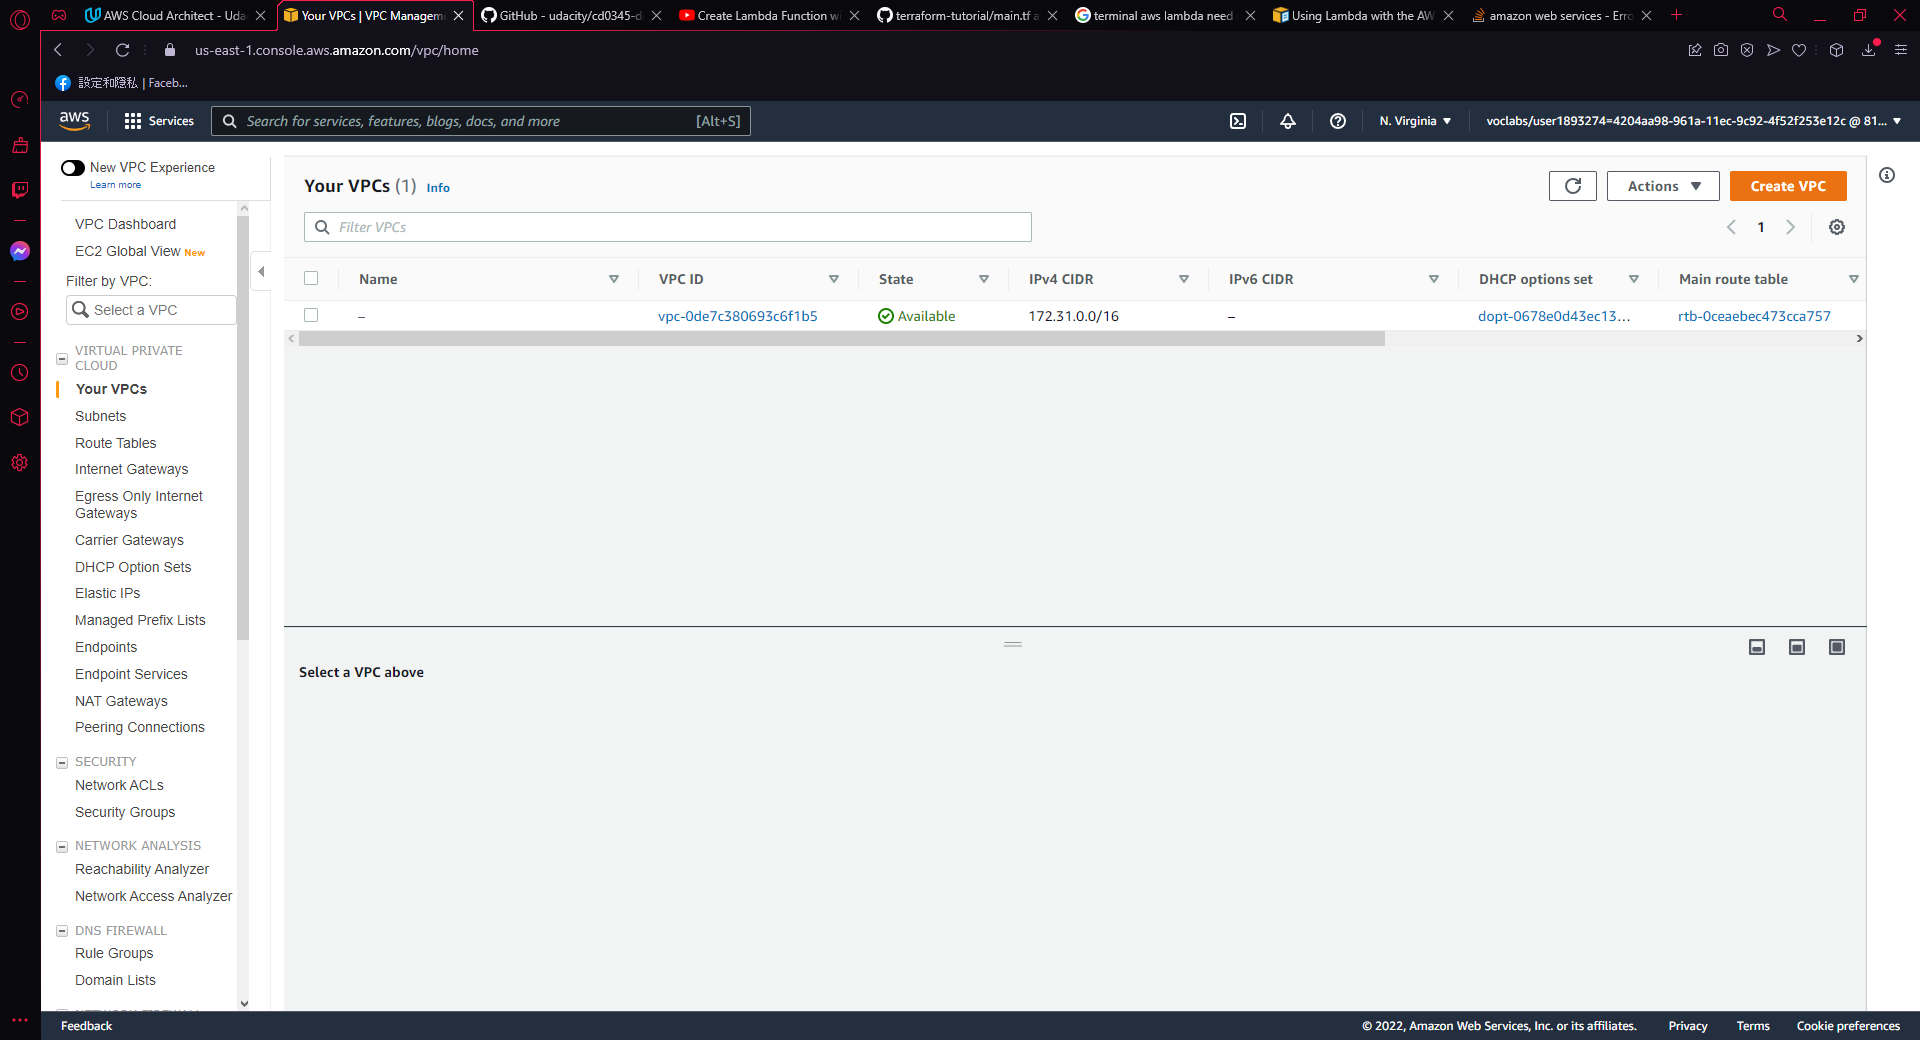 AWS Cloud Architect - Uda
Your VPCs | VPC Managem
GitHub - udacity/cd0345-d
Create Lambda Function wi
terraform-tutorial/main.tf a
terminal aws lambda need
Using Lambda with the AW
amazon web services - Erro
us-east-1.console.aws.amazon.com/vpc/home
設定和隱私 | Faceb...
aws
Services
Search for services, features, blogs, docs, and more
[Alt+S]
N. Virginia
voclabs/user1893274=4204aa98-961a-11ec-9c92-4f52f253e12c @ 81...
New VPC Experience
Learn more
VPC Dashboard
EC2 Global View New
Filter by VPC:
Select a VPC
VIRTUAL PRIVATE
CLOUD
Your VPCs
Subnets
Route Tables
Internet Gateways
Egress Only Internet
Gateways
Carrier Gateways
DHCP Option Sets
Elastic IPs
Managed Prefix Lists
Endpoints
Endpoint Services
NAT Gateways
Peering Connections
SECURITY
Network ACLs
Security Groups
NETWORK ANALYSIS
Reachability Analyzer
Network Access Analyzer
DNS FIREWALL
Rule Groups
Domain Lists
Your VPCs (1) Info
Actions
Create VPC
Filter VPCs
1
Name VPC ID State IPv4 CIDR IPv6 CIDR DHCP options set Main route table
– vpc-0de7c380693c6f1b5 Available 172.31.0.0/16 – dopt-0678e0d43ec13... rtb-0ceaebec473cca757
Select a VPC above
Feedback
© 2022, Amazon Web Services, Inc. or its affiliates.
Privacy
Terms
Cookie preferences